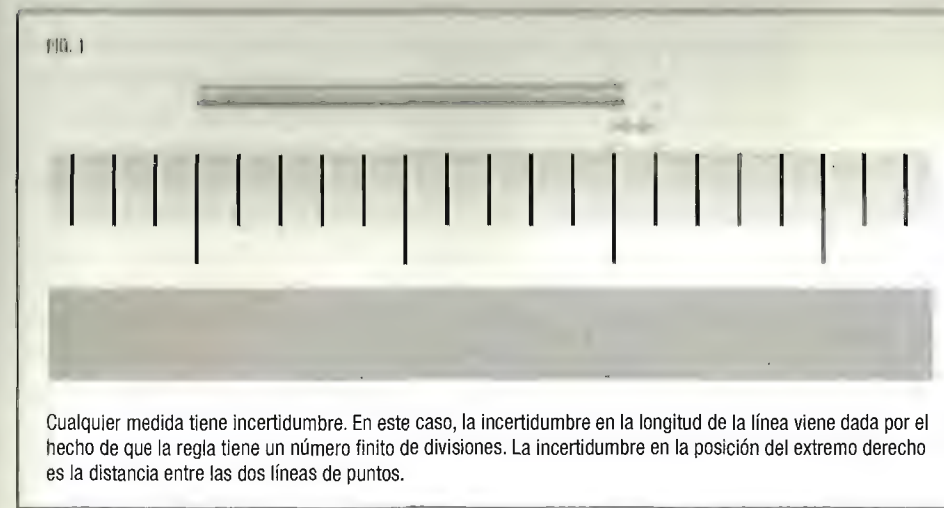 FIG. 1
Cualquier medida tiene incertidumbre. En este caso, la incertidumbre en la longitud de la línea viene dada por el
hecho de que la regla tiene un número finito de divisiones. La incertidumbre en la posición del extremo derecho
es la distancia entre las dos líneas de puntos.